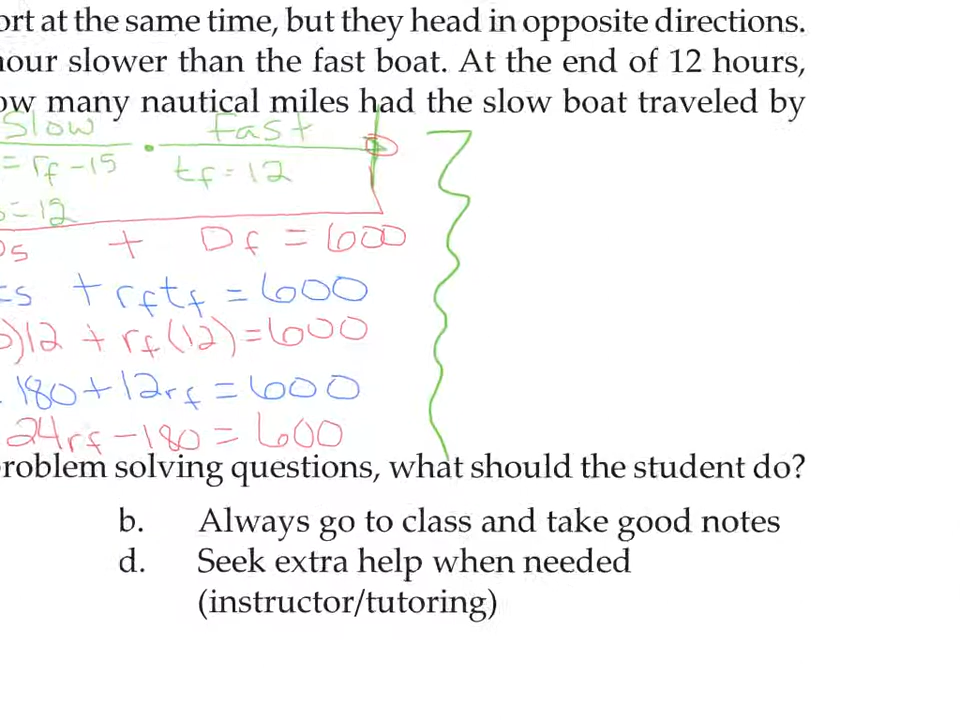 ort at the same time, but they head in opposite directions.
our slower than the fast boat. At the end of 12 hours,
ow many nautical miles had the slow boat traveled by
Slow Fast
= rf - 15 tf = 12
= 12
Ds + Df = 600
ts + rftf = 600
)12 + rf(12) = 600
180 + 12rf = 600
24rf - 180 = 600
roblem solving questions, what should the student do?
b. Always go to class and take good notes
d. Seek extra help when needed
(instructor/tutoring)